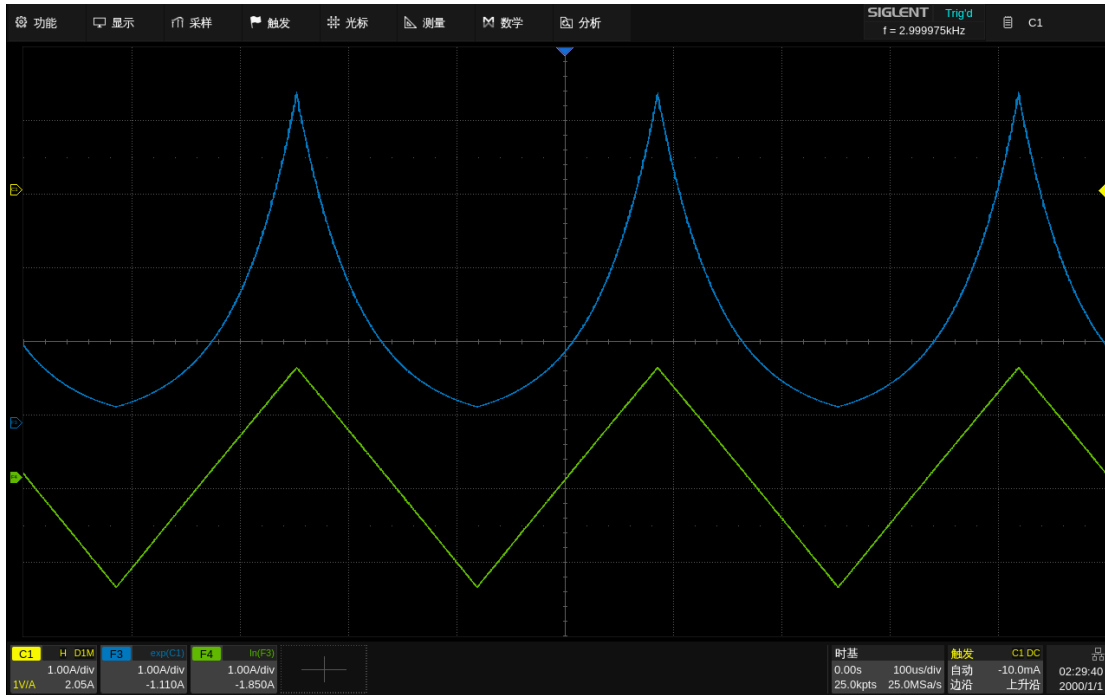 功能 显示 采样 触发 光标 测量 数学 分析 SIGLENT Trig'd C1
f = 2.999975kHz
C1 H D1M F3 exp(C1) F4 ln(F3) 时基 触发 C1 DC
1.00A/div 1.00A/div 1.00A/div 0.00s 100us/div 自动 -10.0mA 02:29:40
1V/A 2.05A -1.110A -1.850A 25.0kpts 25.0MSa/s 边沿 上升沿 2000/1/1